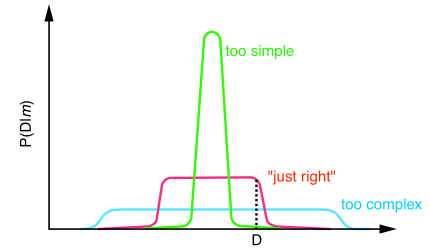 too simple
P(D|m)
"just right"
too complex
D